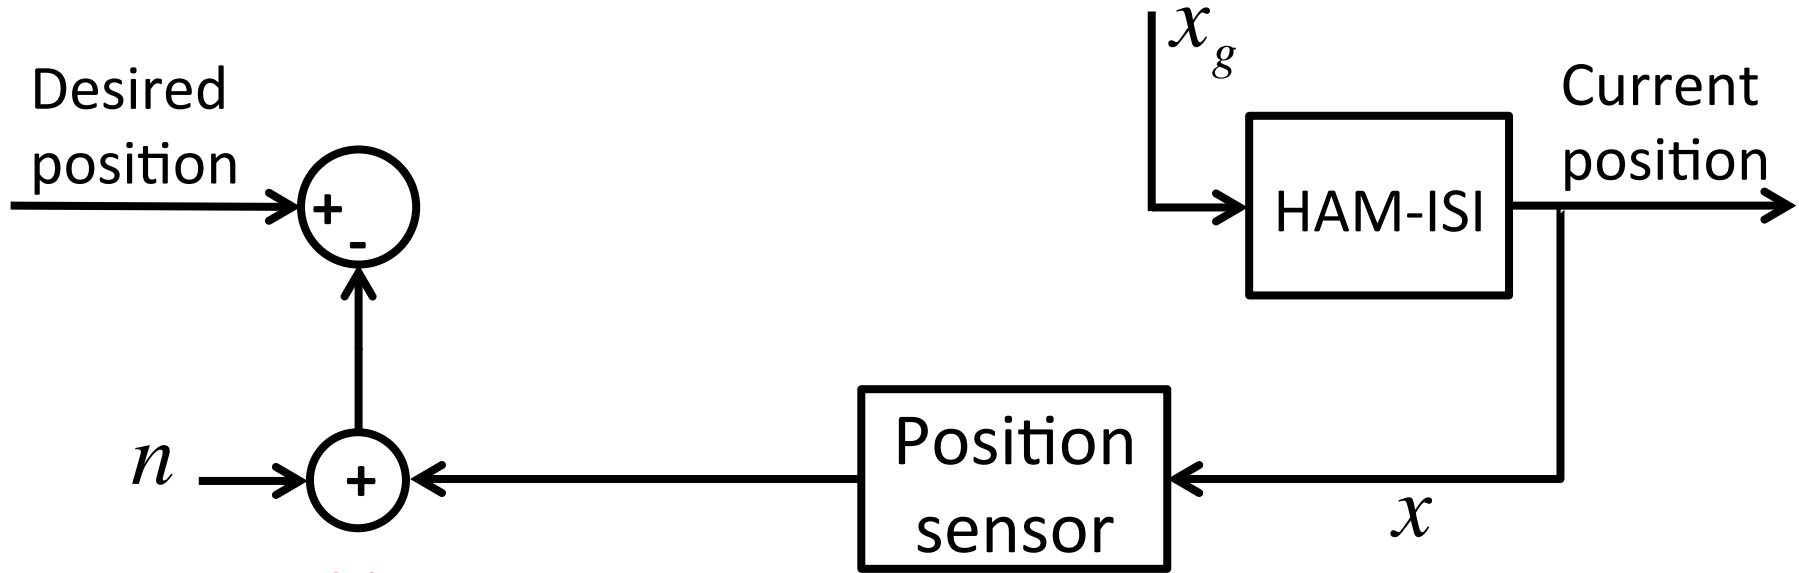 Desired
position
x_g
Current
position
+
-
HAM-ISI
n
+
Position
sensor
x